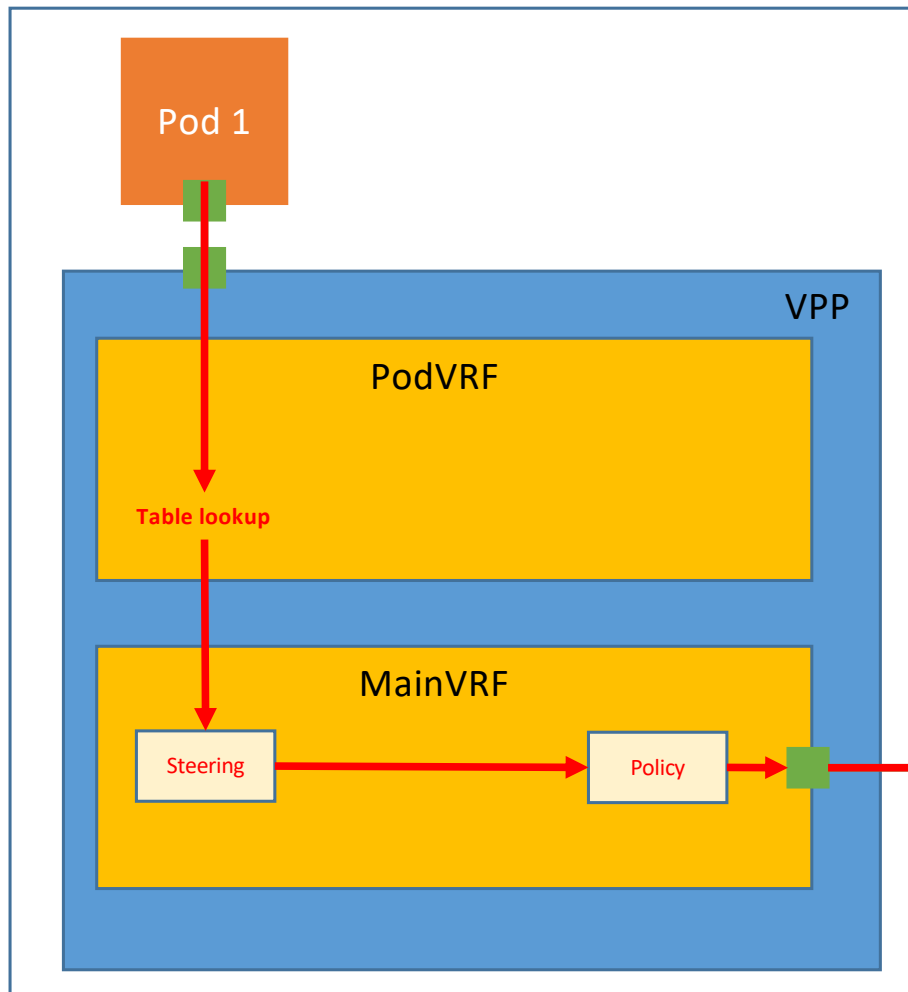 Pod 1
VPP
PodVRF
Table lookup
MainVRF
Steering
Policy